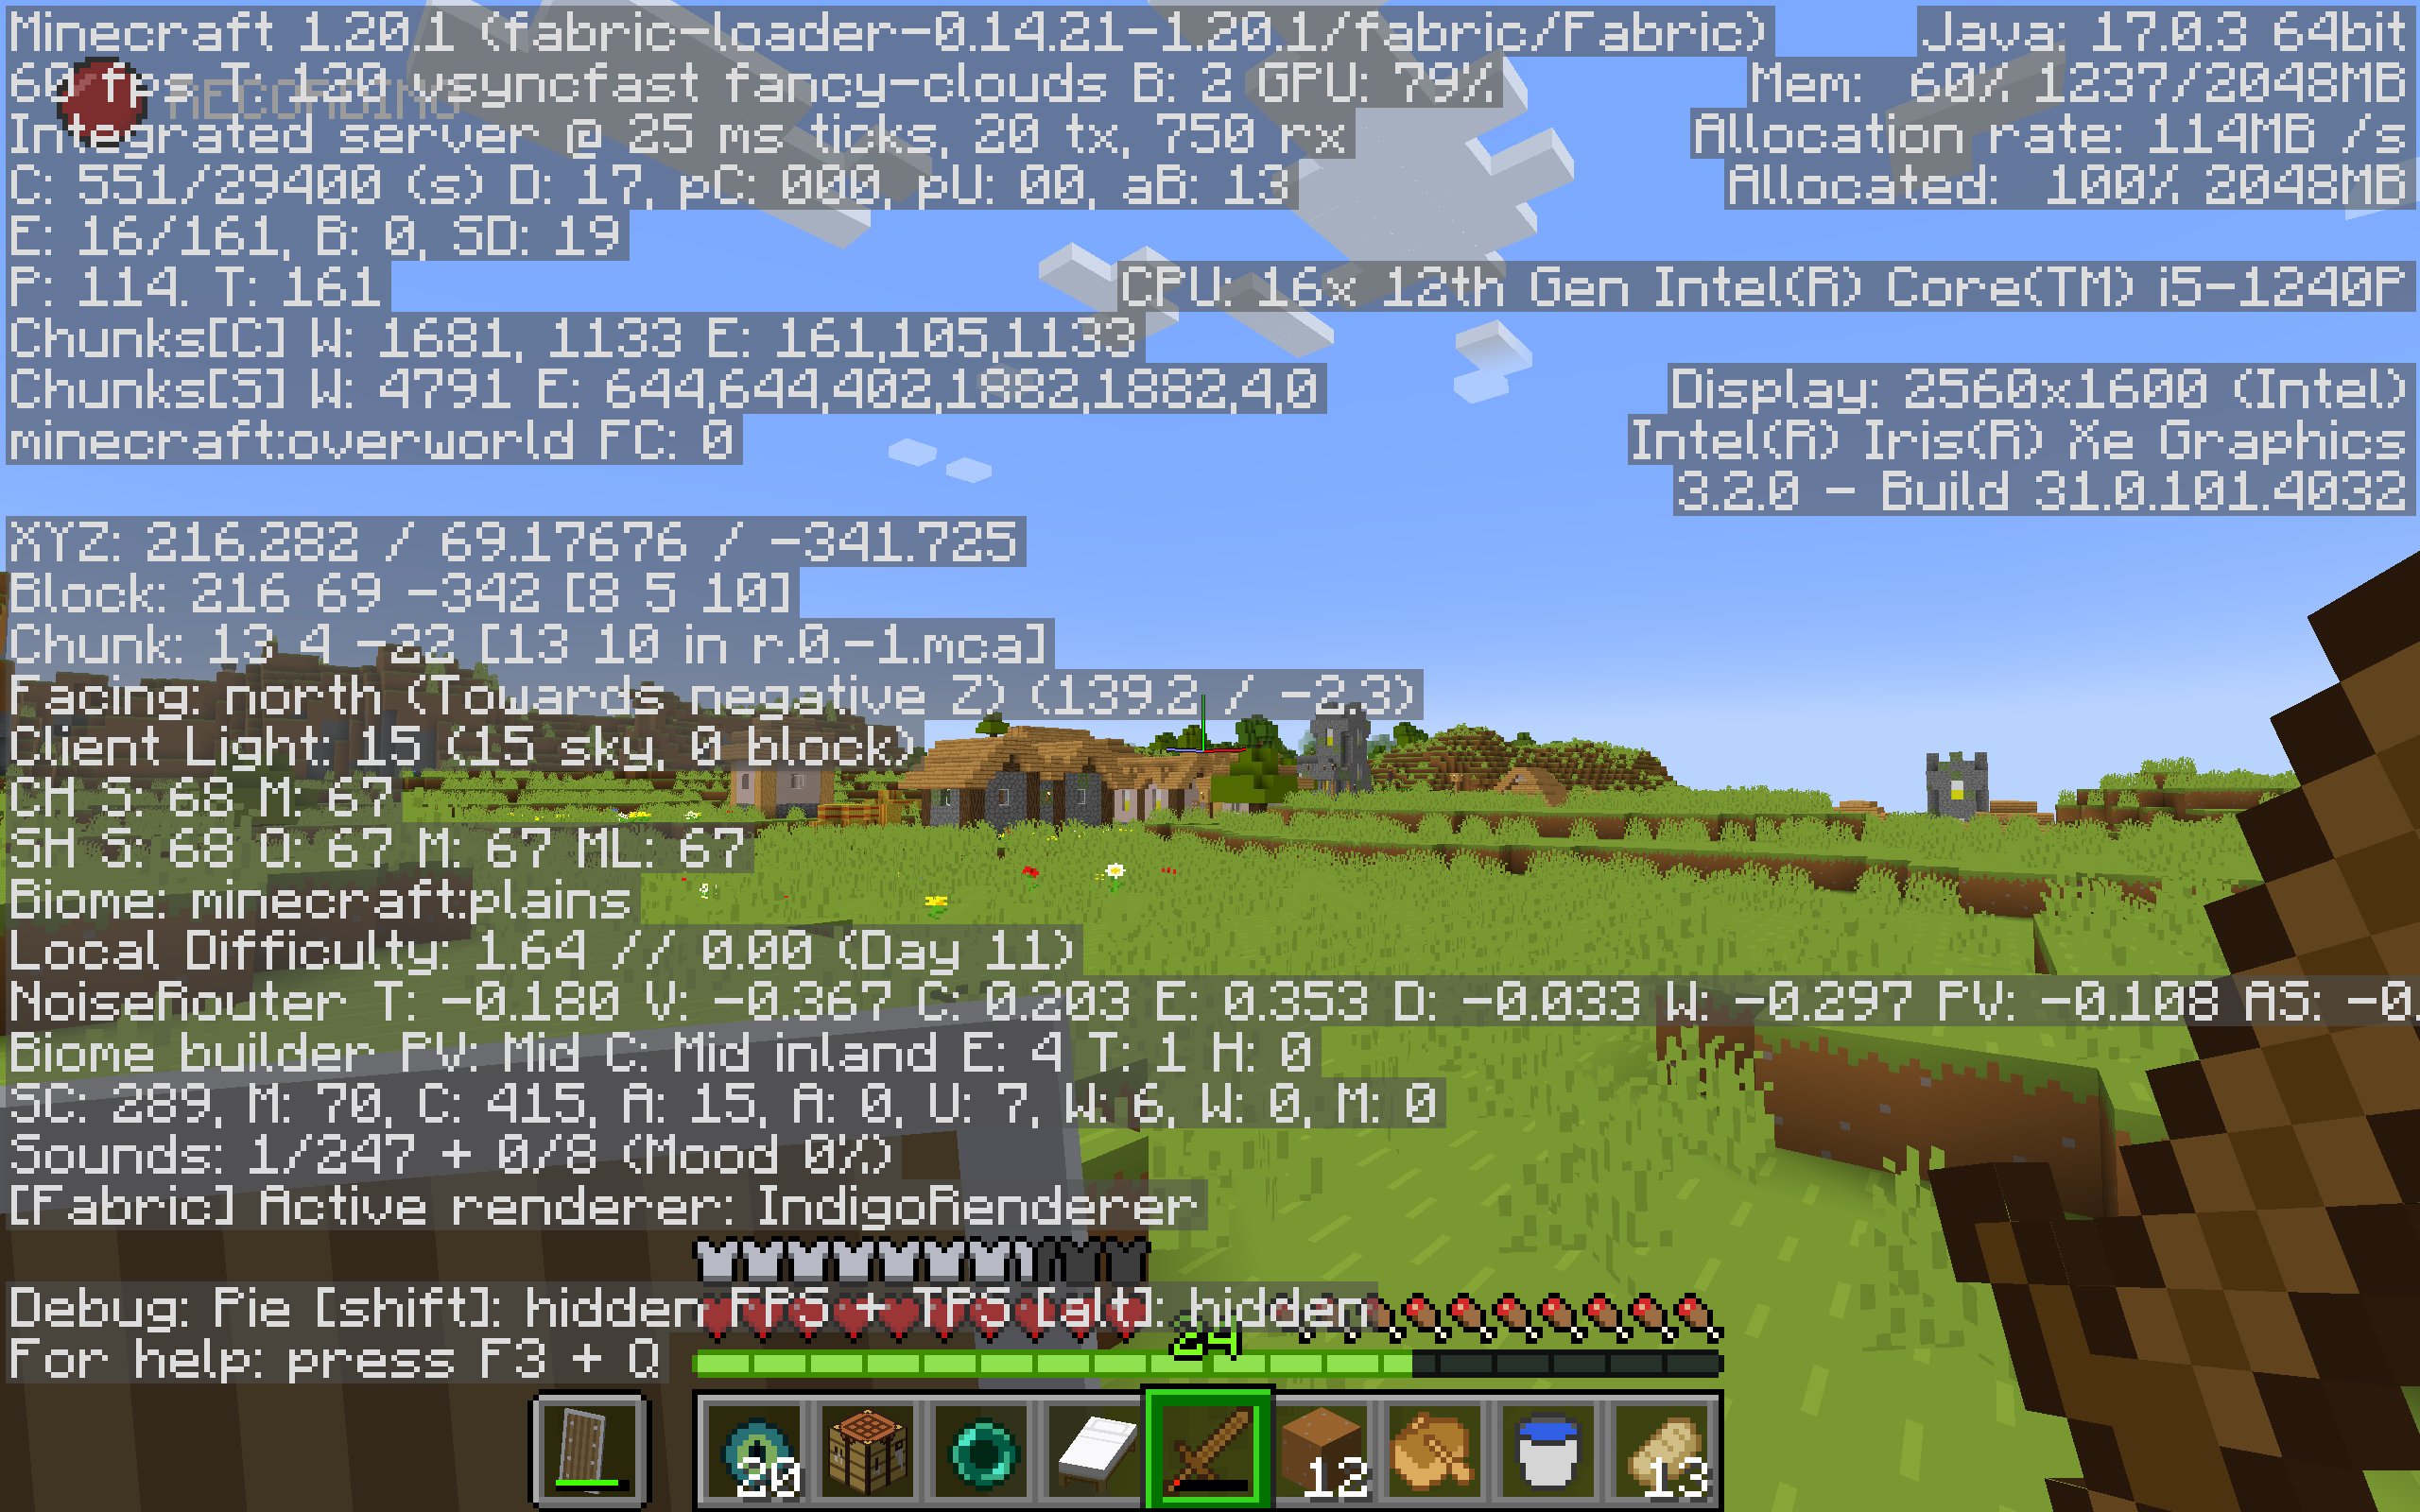 Minecraft 1.20.1 (fabric-loader-0.14.21-1.20.1/fabric/Fabric)
60 fps T: 120 vsyncfast fancy-clouds B: 2 GPU: 79%
RECORDING
Integrated server @ 25 ms ticks, 20 tx, 750 rx
C: 551/29400 (s) D: 17, pC: 000, pU: 00, aB: 13
E: 16/161, B: 0, SD: 19
P: 114. T: 161
Chunks[C] W: 1681, 1133 E: 161,105,1133
Chunks[S] W: 4791 E: 644,644,402,1882,1882,4,0
minecraft:overworld FC: 0
XYZ: 216.282 / 69.17676 / -341.725
Block: 216 69 -342 [8 5 10]
Chunk: 13 4 -22 [13 10 in r.0.-1.mca]
Facing: north (Towards negative Z) (139.2 / -2.3)
Client Light: 15 (15 sky, 0 block)
CH S: 68 M: 67
SH S: 68 O: 67 M: 67 ML: 67
Biome: minecraft:plains
Local Difficulty: 1.64 // 0.00 (Day 11)
NoiseRouter T: -0.180 V: -0.367 C: 0.203 E: 0.353 D: -0.033 W: -0.297 PV: -0.108 AS: -0.
Biome builder PV: Mid C: Mid inland E: 4 T: 1 H: 0
SC: 289, M: 70, C: 415, A: 15, A: 0, U: 7, W: 6, W: 0, M: 0
Sounds: 1/247 + 0/8 (Mood 0%)
[Fabric] Active renderer: IndigoRenderer
Debug: Pie [shift]: hidden FPS + TPS [alt]: hidden
For help: press F3 + Q
Java: 17.0.3 64bit
Mem: 60% 1237/2048MB
Allocation rate: 114MB /s
Allocated: 100% 2048MB
CPU: 16x 12th Gen Intel(R) Core(TM) i5-1240P
Display: 2560x1600 (Intel)
Intel(R) Iris(R) Xe Graphics
3.2.0 - Build 31.0.101.4032
24
20
12
13